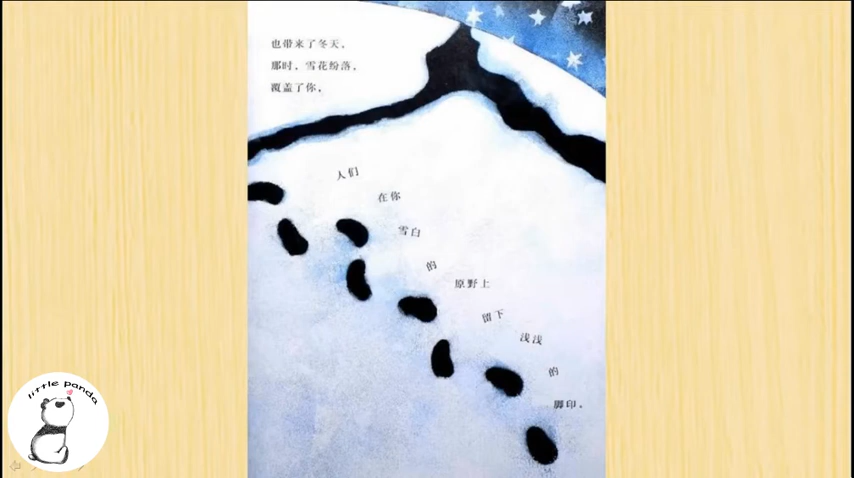 也带来了冬天，
那时，雪花纷落，
覆盖了你，
人们
在你
雪白
的
原野上
留下
浅浅
的
脚印。
little panda